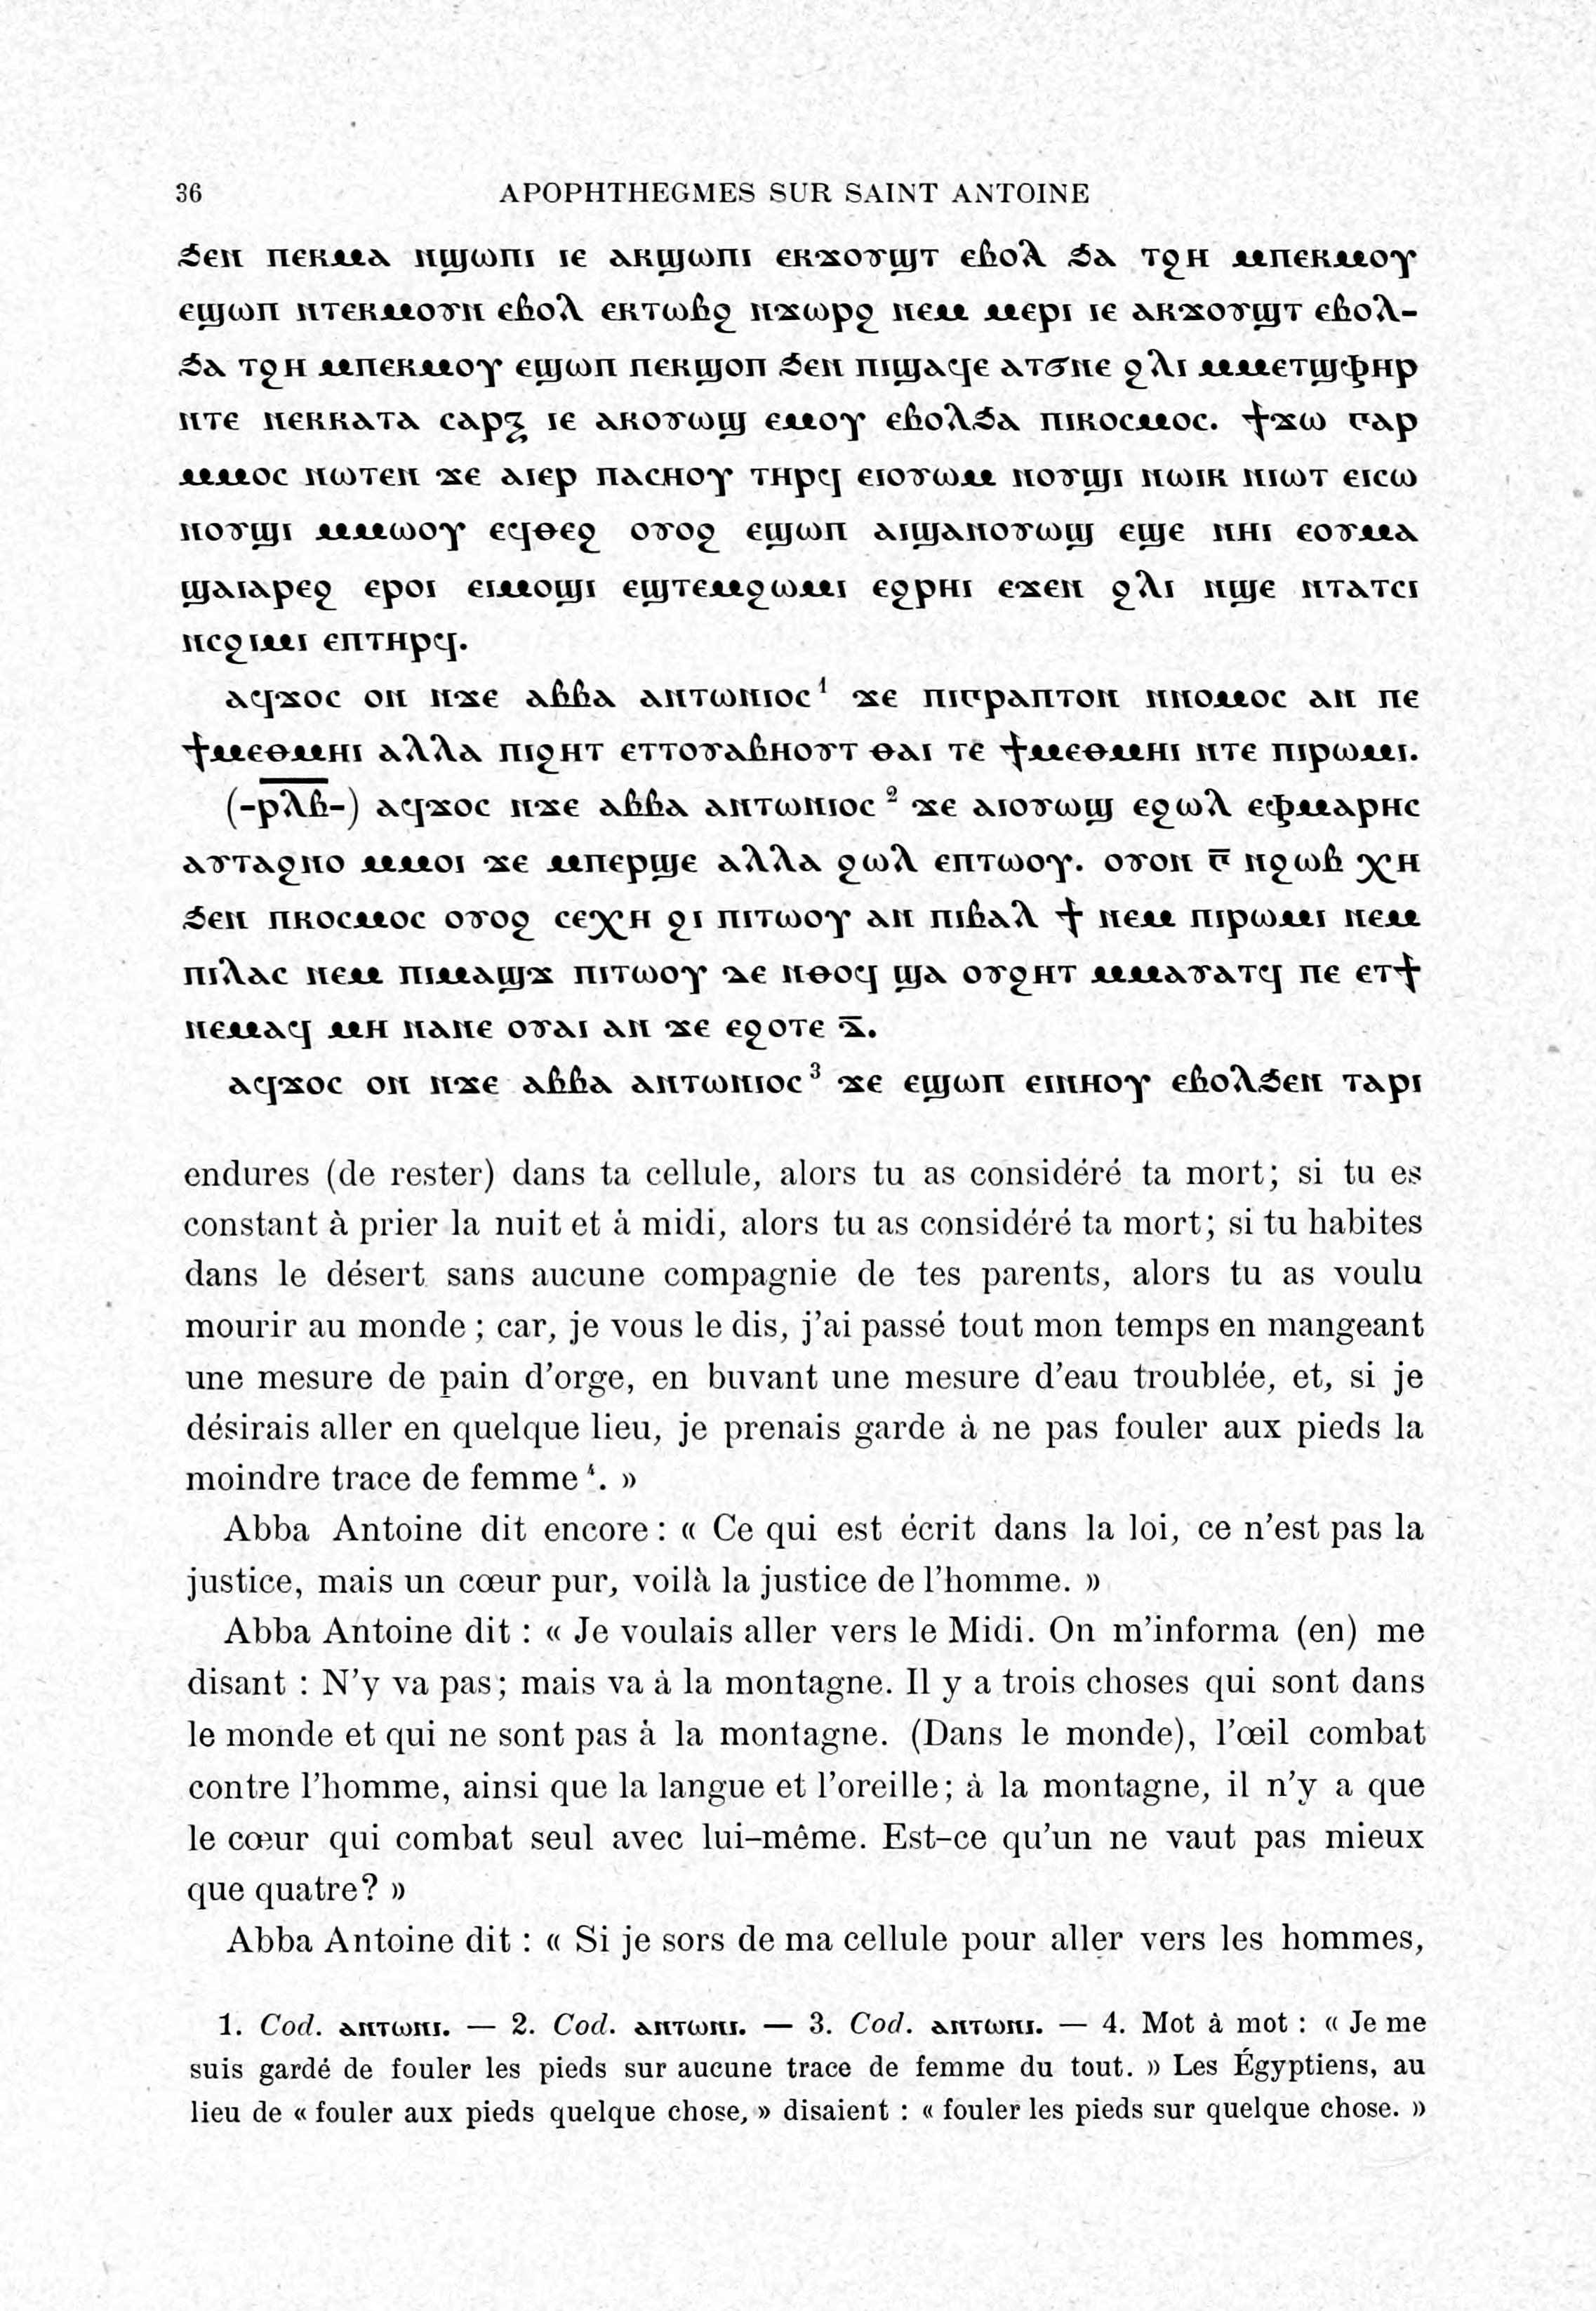 36 APOPHTHEGMES SUR SAINT ANTOINE
ϧⲉⲛ ⲡⲉⲕⲙⲁ ⲛϣⲱⲡⲓ ⲓⲉ ⲁⲕϣⲱⲡⲓ ⲉⲕϫⲟⲩϣⲧ ⲉⲃⲟⲗ ϧⲁ ⲧϩⲏ ⲙⲡⲉⲕⲙⲟⲩ
ⲉϣⲱⲡ ⲛⲧⲉⲕⲙⲟⲩⲛ ⲉⲃⲟⲗ ⲉⲕⲧⲱⲃϩ ⲛϫⲱⲣϩ ⲛⲉⲙ ⲙⲉⲣⲓ ⲓⲉ ⲁⲕϫⲟⲩϣⲧ ⲉⲃⲟⲗ-
ϧⲁ ⲧϩⲏ ⲙⲡⲉⲕⲙⲟⲩ ⲉϣⲱⲡ ⲡⲉⲕϣⲟⲡ ϧⲉⲛ ⲡⲓϣⲁϥⲉ ⲁⲧϭⲛⲉ ϩⲗⲓ ⲙⲙⲉⲧϣⲫⲏⲣ
ⲛⲧⲉ ⲛⲉⲕⲕⲁⲧⲁ ⲥⲁⲣⲝ ⲓⲉ ⲁⲕⲟⲩⲱϣ ⲉⲙⲟⲩ ⲉⲃⲟⲗϧⲁ ⲡⲓⲕⲟⲥⲙⲟⲥ. ϯϫⲱ ⲅⲁⲣ
ⲙⲙⲟⲥ ⲛⲱⲧⲉⲛ ϫⲉ ⲁⲓⲉⲣ ⲡⲁⲥⲏⲟⲩ ⲧⲏⲣϥ ⲉⲓⲟⲩⲱⲙ ⲛⲟⲩϣⲓ ⲛⲱⲓⲕ ⲛⲓⲱⲧ ⲉⲓⲥⲱ
ⲛⲟⲩϣⲓ ⲙⲙⲱⲟⲩ ⲉϥⲑⲉϩ ⲟⲩⲟϩ ⲉϣⲱⲡ ⲁⲓϣⲁⲛⲟⲩⲱϣ ⲉϣⲉ ⲛⲏⲓ ⲉⲟⲩⲙⲁ
ϣⲁⲓⲁⲣⲉϩ ⲉⲣⲟⲓ ⲉⲓⲙⲟϣⲓ ⲉϣⲧⲉⲙϩⲱⲙⲓ ⲉϩⲣⲏⲓ ⲉϫⲉⲛ ϩⲗⲓ ⲛϣⲉ ⲛⲧⲁⲧⲥⲓ
ⲛⲥϩⲓⲙⲓ ⲉⲡⲧⲏⲣϥ.
ⲁϥϫⲟⲥ ⲟⲛ ⲛϫⲉ ⲁⲃⲃⲁ ⲁⲛⲧⲱⲛⲓⲟⲥ¹ ϫⲉ ⲡⲓⲅⲣⲁⲡⲧⲟⲛ ⲛⲛⲟⲙⲟⲥ ⲁⲛ ⲡⲉ
ϯⲙⲉⲑⲙⲏⲓ ⲁⲗⲗⲁ ⲡⲓϩⲏⲧ ⲉⲧⲧⲟⲩⲁⲃⲏⲟⲩⲧ ⲑⲁⲓ ⲧⲉ ϯⲙⲉⲑⲙⲏⲓ ⲛⲧⲉ ⲡⲓⲣⲱⲙⲓ.
(-ⲣ̅ⲗ̅ⲃ̅-) ⲁϥϫⲟⲥ ⲛϫⲉ ⲁⲃⲃⲁ ⲁⲛⲧⲱⲛⲓⲟⲥ² ϫⲉ ⲁⲓⲟⲩⲱϣ ⲉϩⲱⲗ ⲉⲫⲙⲁⲣⲏⲥ
ⲁⲩⲧⲁϩⲛⲟ ⲙⲙⲟⲓ ϫⲉ ⲙⲡⲉⲣϣⲉ ⲁⲗⲗⲁ ϩⲱⲗ ⲉⲡⲧⲱⲟⲩ. ⲟⲩⲟⲛ ⲅ̅ ⲛϩⲱⲃ ⲭⲏ
ϧⲉⲛ ⲡⲕⲟⲥⲙⲟⲥ ⲟⲩⲟϩ ⲥⲉⲭⲏ ϩⲓ ⲡⲓⲧⲱⲟⲩ ⲁⲛ ⲡⲓⲃⲁⲗ ϯ ⲛⲉⲙ ⲡⲓⲣⲱⲙⲓ ⲛⲉⲙ
ⲡⲓⲗⲁⲥ ⲛⲉⲙ ⲡⲓⲙⲁϣϫ ⲡⲓⲧⲱⲟⲩ ⲇⲉ ⲛⲑⲟϥ ϣⲁ ⲟⲩϩⲏⲧ ⲙⲙⲁⲩⲁⲧϥ ⲡⲉ ⲉⲧϯ
ⲛⲉⲙⲁϥ ⲙⲏ ⲛⲁⲛⲉ ⲟⲩⲁⲓ ⲁⲛ ϫⲉ ⲉϩⲟⲧⲉ ⲇ̅.
ⲁϥϫⲟⲥ ⲟⲛ ⲛϫⲉ ⲁⲃⲃⲁ ⲁⲛⲧⲱⲛⲓⲟⲥ³ ϫⲉ ⲉϣⲱⲡ ⲉⲓⲛⲏⲟⲩ ⲉⲃⲟⲗϧⲉⲛ ⲧⲁⲣⲓ
endures (de rester) dans ta cellule, alors tu as considéré ta mort; si tu es
constant à prier la nuit et à midi, alors tu as considéré ta mort; si tu habites
dans le désert sans aucune compagnie de tes parents, alors tu as voulu
mourir au monde ; car, je vous le dis, j'ai passé tout mon temps en mangeant
une mesure de pain d'orge, en buvant une mesure d'eau troublée, et, si je
désirais aller en quelque lieu, je prenais garde à ne pas fouler aux pieds la
moindre trace de femme⁴. »
Abba Antoine dit encore : « Ce qui est écrit dans la loi, ce n'est pas la
justice, mais un cœur pur, voilà la justice de l'homme. »
Abba Antoine dit : « Je voulais aller vers le Midi. On m'informa (en) me
disant : N'y va pas ; mais va à la montagne. Il y a trois choses qui sont dans
le monde et qui ne sont pas à la montagne. (Dans le monde), l'œil combat
contre l'homme, ainsi que la langue et l'oreille ; à la montagne, il n'y a que
le cœur qui combat seul avec lui-même. Est-ce qu'un ne vaut pas mieux
que quatre? »
Abba Antoine dit : « Si je sors de ma cellule pour aller vers les hommes,
1. Cod. ⲁⲛⲧⲱⲛⲓ. — 2. Cod. ⲁⲛⲧⲱⲛⲓ. — 3. Cod. ⲁⲛⲧⲱⲛⲓ. — 4. Mot à mot : « Je me
suis gardé de fouler les pieds sur aucune trace de femme du tout. » Les Égyptiens, au
lieu de « fouler aux pieds quelque chose, » disaient : « fouler les pieds sur quelque chose. »